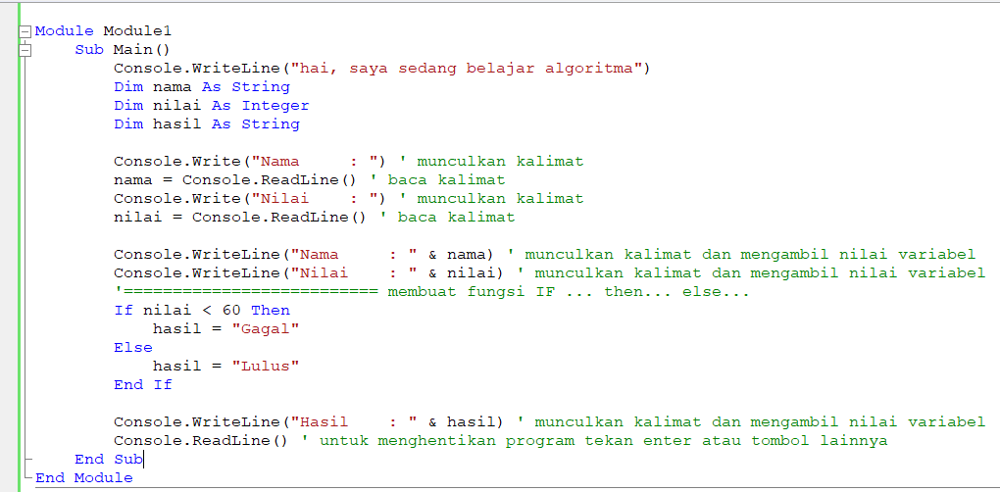 Module Module1
    Sub Main()
        Console.WriteLine("hai, saya sedang belajar algoritma")
        Dim nama As String
        Dim nilai As Integer
        Dim hasil As String

        Console.Write("Nama     : ") ' munculkan kalimat
        nama = Console.ReadLine() ' baca kalimat
        Console.Write("Nilai    : ") ' munculkan kalimat
        nilai = Console.ReadLine() ' baca kalimat

        Console.WriteLine("Nama     : " & nama) ' munculkan kalimat dan mengambil nilai variabel
        Console.WriteLine("Nilai    : " & nilai) ' munculkan kalimat dan mengambil nilai variabel
        '========================== membuat fungsi IF ... then... else...
        If nilai < 60 Then
            hasil = "Gagal"
        Else
            hasil = "Lulus"
        End If

        Console.WriteLine("Hasil    : " & hasil) ' munculkan kalimat dan mengambil nilai variabel
        Console.ReadLine() ' untuk menghentikan program tekan enter atau tombol lainnya
    End Sub
End Module